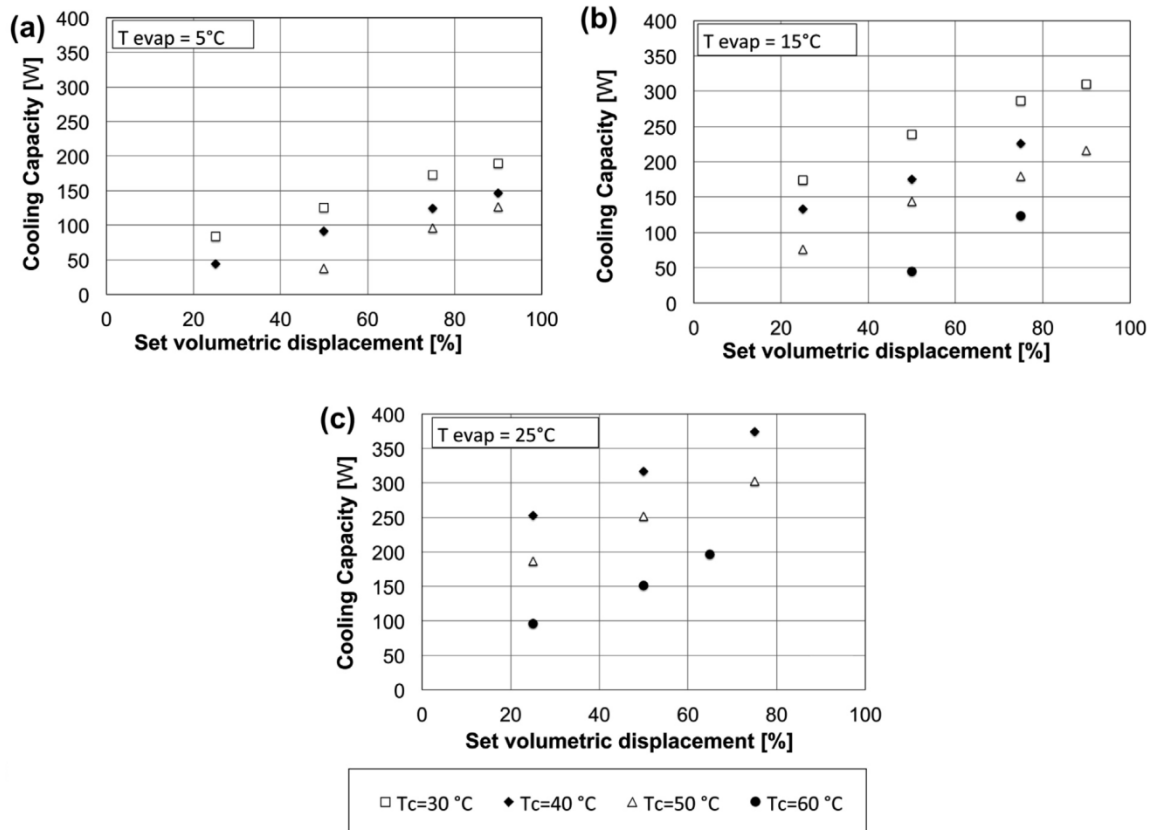 (a)
T evap = 5°C
Cooling Capacity [W]
400
350
300
250
200
150
100
50
0
0 20 40 60 80 100
Set volumetric displacement [%]
(b)
T evap = 15°C
Cooling Capacity [W]
400
350
300
250
200
150
100
50
0
0 20 40 60 80 100
Set volumetric displacement [%]
(c)
T evap = 25°C
Cooling Capacity [W]
400
350
300
250
200
150
100
50
0
0 20 40 60 80 100
Set volumetric displacement [%]
Tc=30 °C Tc=40 °C Tc=50 °C Tc=60 °C